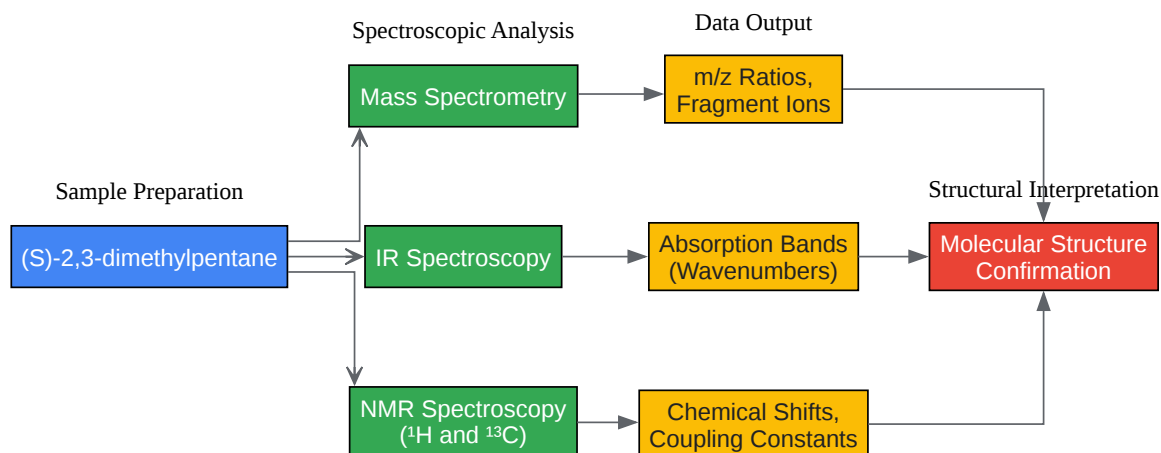 Spectroscopic Analysis
Data Output
Mass Spectrometry
m/z Ratios,
Fragment Ions
Sample Preparation
Structural Interpretation
(S)-2,3-dimethylpentane
IR Spectroscopy
Absorption Bands
(Wavenumbers)
Molecular Structure
Confirmation
NMR Spectroscopy
(¹H and ¹³C)
Chemical Shifts,
Coupling Constants